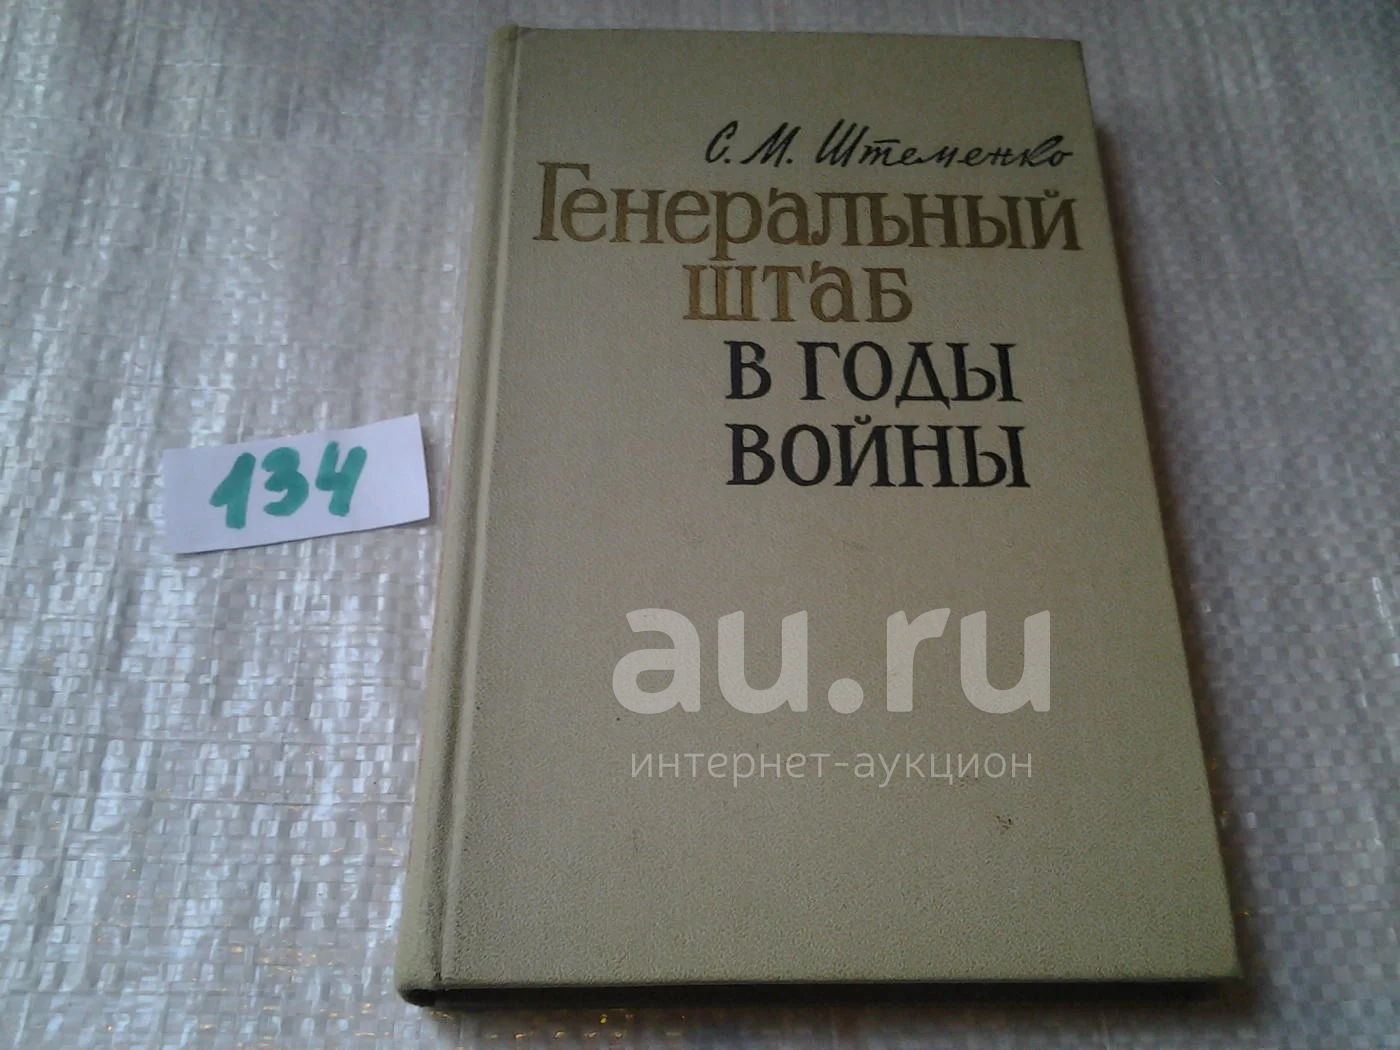 С. М. Штеменко
Генеральный
штаб
в годы
войны
134
au.ru
интернет-аукцион